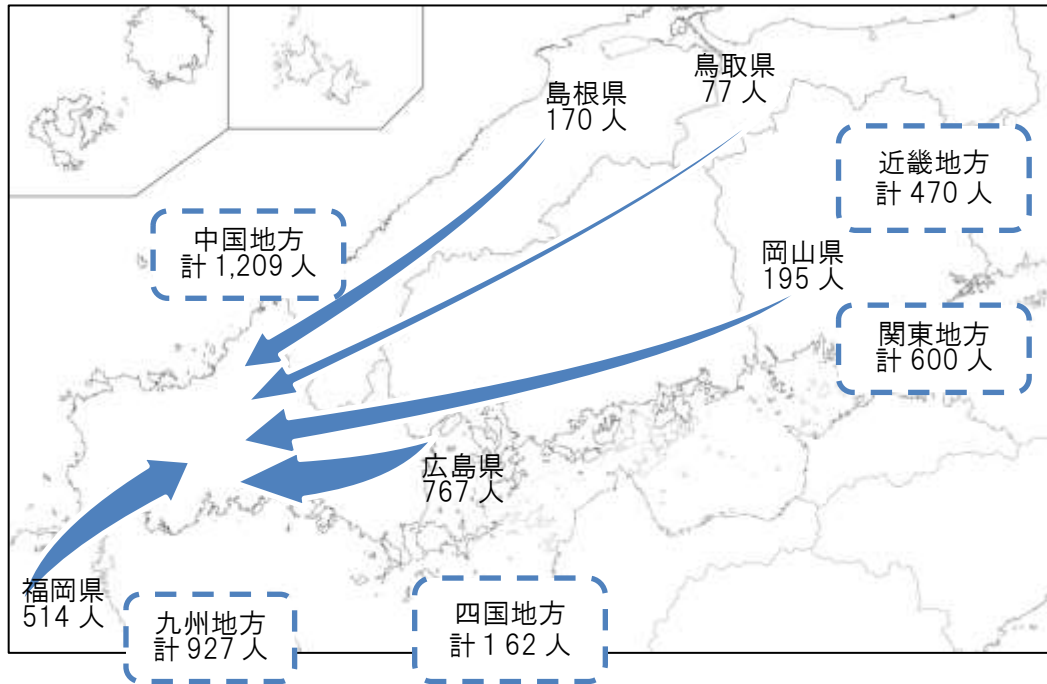 鳥取県
77 人
島根県
170 人
近畿地方
計 470 人
中国地方
計 1,209 人
岡山県
195 人
関東地方
計 600 人
広島県
767 人
福岡県
514 人
九州地方
計 927 人
四国地方
計 1 62 人